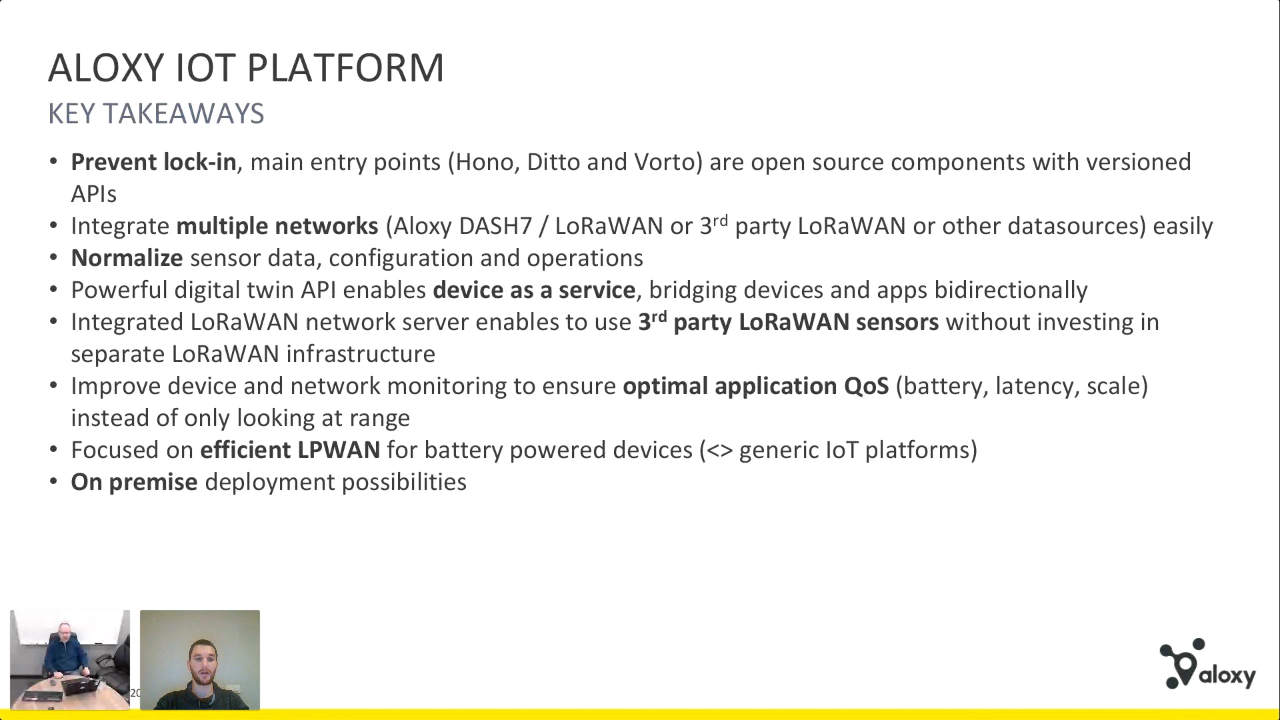 ALOXY IOT PLATFORM
KEY TAKEAWAYS
• Prevent lock-in, main entry points (Hono, Ditto and Vorto) are open source components with versioned
APIs
• Integrate multiple networks (Aloxy DASH7 / LoRaWAN or 3rd party LoRaWAN or other datasources) easily
• Normalize sensor data, configuration and operations
• Powerful digital twin API enables device as a service, bridging devices and apps bidirectionally
• Integrated LoRaWAN network server enables to use 3rd party LoRaWAN sensors without investing in
separate LoRaWAN infrastructure
• Improve device and network monitoring to ensure optimal application QoS (battery, latency, scale)
instead of only looking at range
• Focused on efficient LPWAN for battery powered devices (<> generic IoT platforms)
• On premise deployment possibilities
aloxy